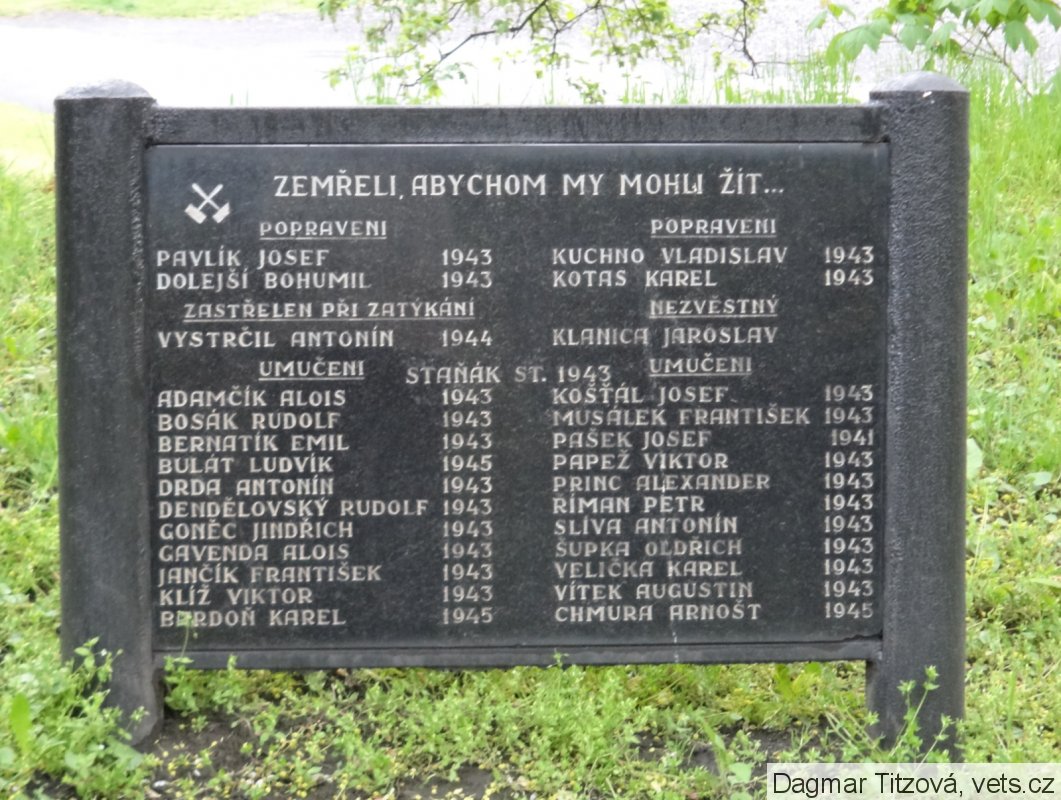 ZEMŘELI, ABYCHOM MY MOHLI ŽÍT...
POPRAVENI
PAVLÍK JOSEF 1943
DOLEJŠÍ BOHUMIL 1943
ZASTŘELEN PŘI ZATÝKÁNÍ
VYSTRČIL ANTONÍN 1944
UMUČENI
STAŇÁK ST. 1943
ADAMČÍK ALOIS 1943
BOSÁK RUDOLF 1943
BERNATÍK EMIL 1943
BULÁT LUDVÍK 1945
DRDA ANTONÍN 1943
DENDĚLOVSKÝ RUDOLF 1943
GONĚC JINDŘICH 1943
GAVENDA ALOIS 1943
JANČÍK FRANTIŠEK 1943
KLÍŽ VIKTOR 1943
BARDOŇ KAREL 1945
POPRAVENI
KUCHNO VLADISLAV 1943
KOTAS KAREL 1943
NEZVĚSTNÝ
KLANICA JAROSLAV
UMUČENI
KOŠŤÁL JOSEF 1943
MUSÁLEK FRANTIŠEK 1943
PAŠEK JOSEF 1941
PAPEŽ VIKTOR 1943
PRINC ALEXANDER 1943
ŘÍMAN PETR 1943
SLÍVA ANTONÍN 1943
ŠUPKA OLDŘICH 1943
VELIČKA KAREL 1943
VÍTEK AUGUSTIN 1943
CHMURA ARNOŠT 1945
Dagmar Titzová, vets.cz